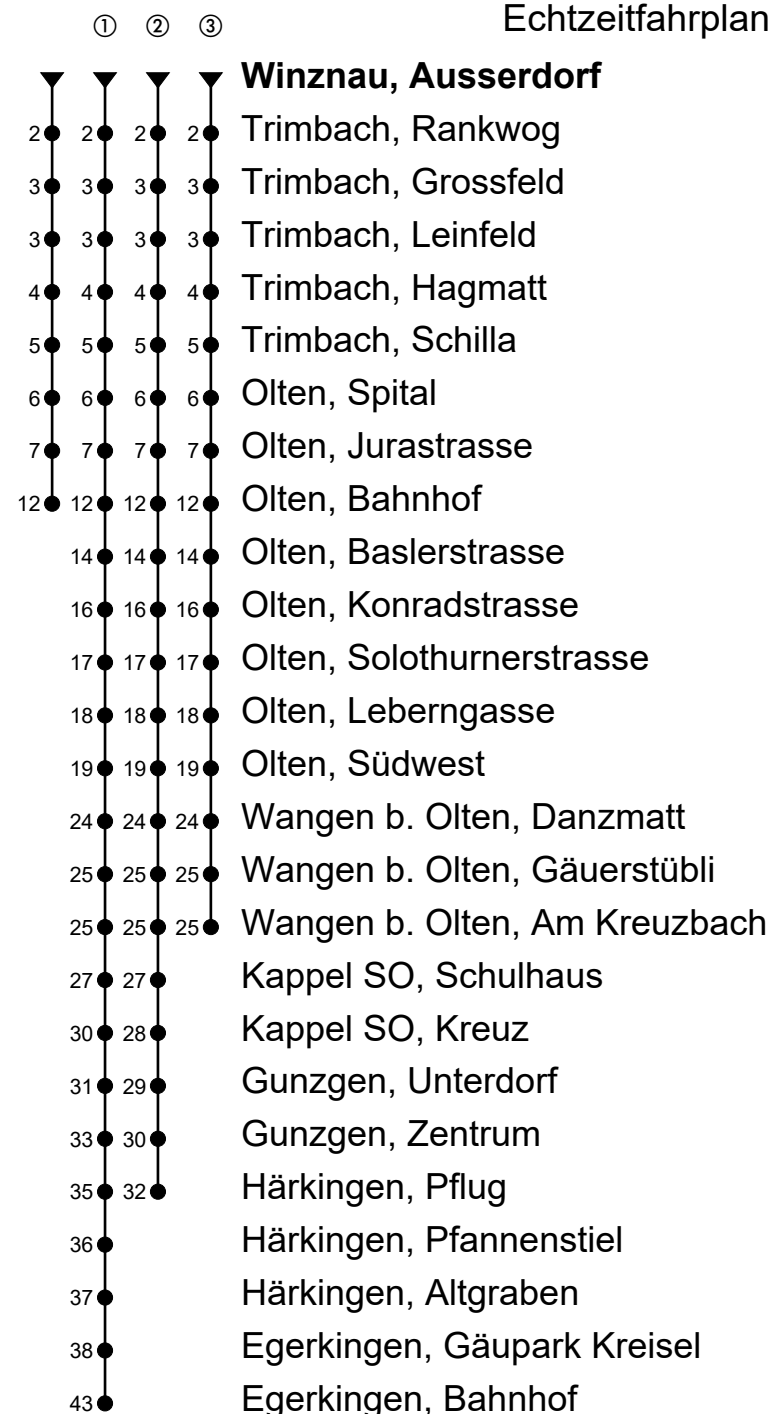 Echtzeitfahrplan
① ② ③
Winznau, Ausserdorf
2 2 2 2 Trimbach, Rankwog
3 3 3 3 Trimbach, Grossfeld
3 3 3 3 Trimbach, Leinfeld
4 4 4 4 Trimbach, Hagmatt
5 5 5 5 Trimbach, Schilla
6 6 6 6 Olten, Spital
7 7 7 7 Olten, Jurastrasse
12 12 12 12 Olten, Bahnhof
14 14 14 Olten, Baslerstrasse
16 16 16 Olten, Konradstrasse
17 17 17 Olten, Solothurnerstrasse
18 18 18 Olten, Leberngasse
19 19 19 Olten, Südwest
24 24 24 Wangen b. Olten, Danzmatt
25 25 25 Wangen b. Olten, Gäuerstübli
25 25 25 Wangen b. Olten, Am Kreuzbach
27 27 Kappel SO, Schulhaus
30 28 Kappel SO, Kreuz
31 29 Gunzgen, Unterdorf
33 30 Gunzgen, Zentrum
35 32 Härkingen, Pflug
36 Härkingen, Pfannenstiel
37 Härkingen, Altgraben
38 Egerkingen, Gäupark Kreisel
43 Egerkingen, Bahnhof